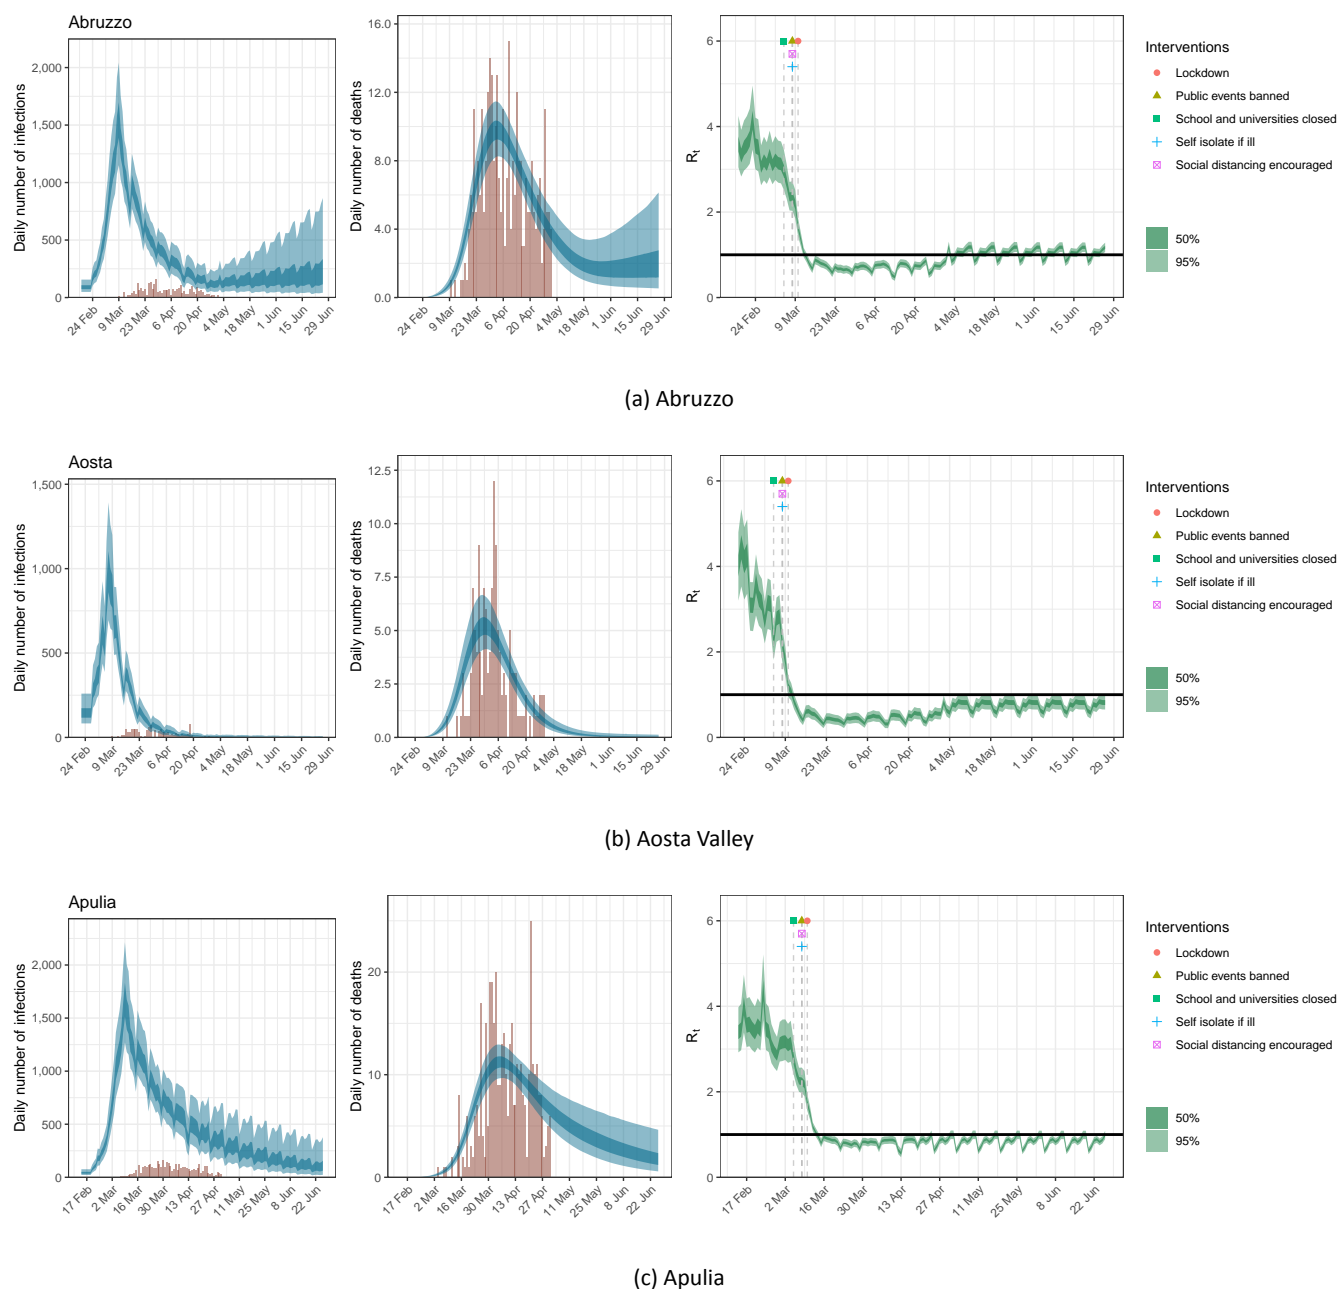 Abruzzo
Daily number of infections
2,000
1,500
1,000
500
0
24 Feb
9 Mar
23 Mar
6 Apr
20 Apr
4 May
18 May
1 Jun
15 Jun
29 Jun
Daily number of deaths
16.0
12.0
8.0
4.0
0.0
24 Feb
9 Mar
23 Mar
6 Apr
20 Apr
4 May
18 May
1 Jun
15 Jun
29 Jun
Rt
6
4
2
0
24 Feb
9 Mar
23 Mar
6 Apr
20 Apr
4 May
18 May
1 Jun
15 Jun
29 Jun
Interventions
Lockdown
Public events banned
School and universities closed
Self isolate if ill
Social distancing encouraged
50%
95%
(a) Abruzzo
Aosta
Daily number of infections
1,500
1,000
500
0
24 Feb
9 Mar
23 Mar
6 Apr
20 Apr
4 May
18 May
1 Jun
15 Jun
29 Jun
Daily number of deaths
12.5
10.0
7.5
5.0
2.5
0.0
24 Feb
9 Mar
23 Mar
6 Apr
20 Apr
4 May
18 May
1 Jun
15 Jun
29 Jun
Rt
6
4
2
0
24 Feb
9 Mar
23 Mar
6 Apr
20 Apr
4 May
18 May
1 Jun
15 Jun
29 Jun
Interventions
Lockdown
Public events banned
School and universities closed
Self isolate if ill
Social distancing encouraged
50%
95%
(b) Aosta Valley
Apulia
Daily number of infections
2,000
1,500
1,000
500
0
17 Feb
2 Mar
16 Mar
30 Mar
13 Apr
27 Apr
11 May
25 May
8 Jun
22 Jun
Daily number of deaths
20
10
0
17 Feb
2 Mar
16 Mar
30 Mar
13 Apr
27 Apr
11 May
25 May
8 Jun
22 Jun
Rt
6
4
2
0
17 Feb
2 Mar
16 Mar
30 Mar
13 Apr
27 Apr
11 May
25 May
8 Jun
22 Jun
Interventions
Lockdown
Public events banned
School and universities closed
Self isolate if ill
Social distancing encouraged
50%
95%
(c) Apulia